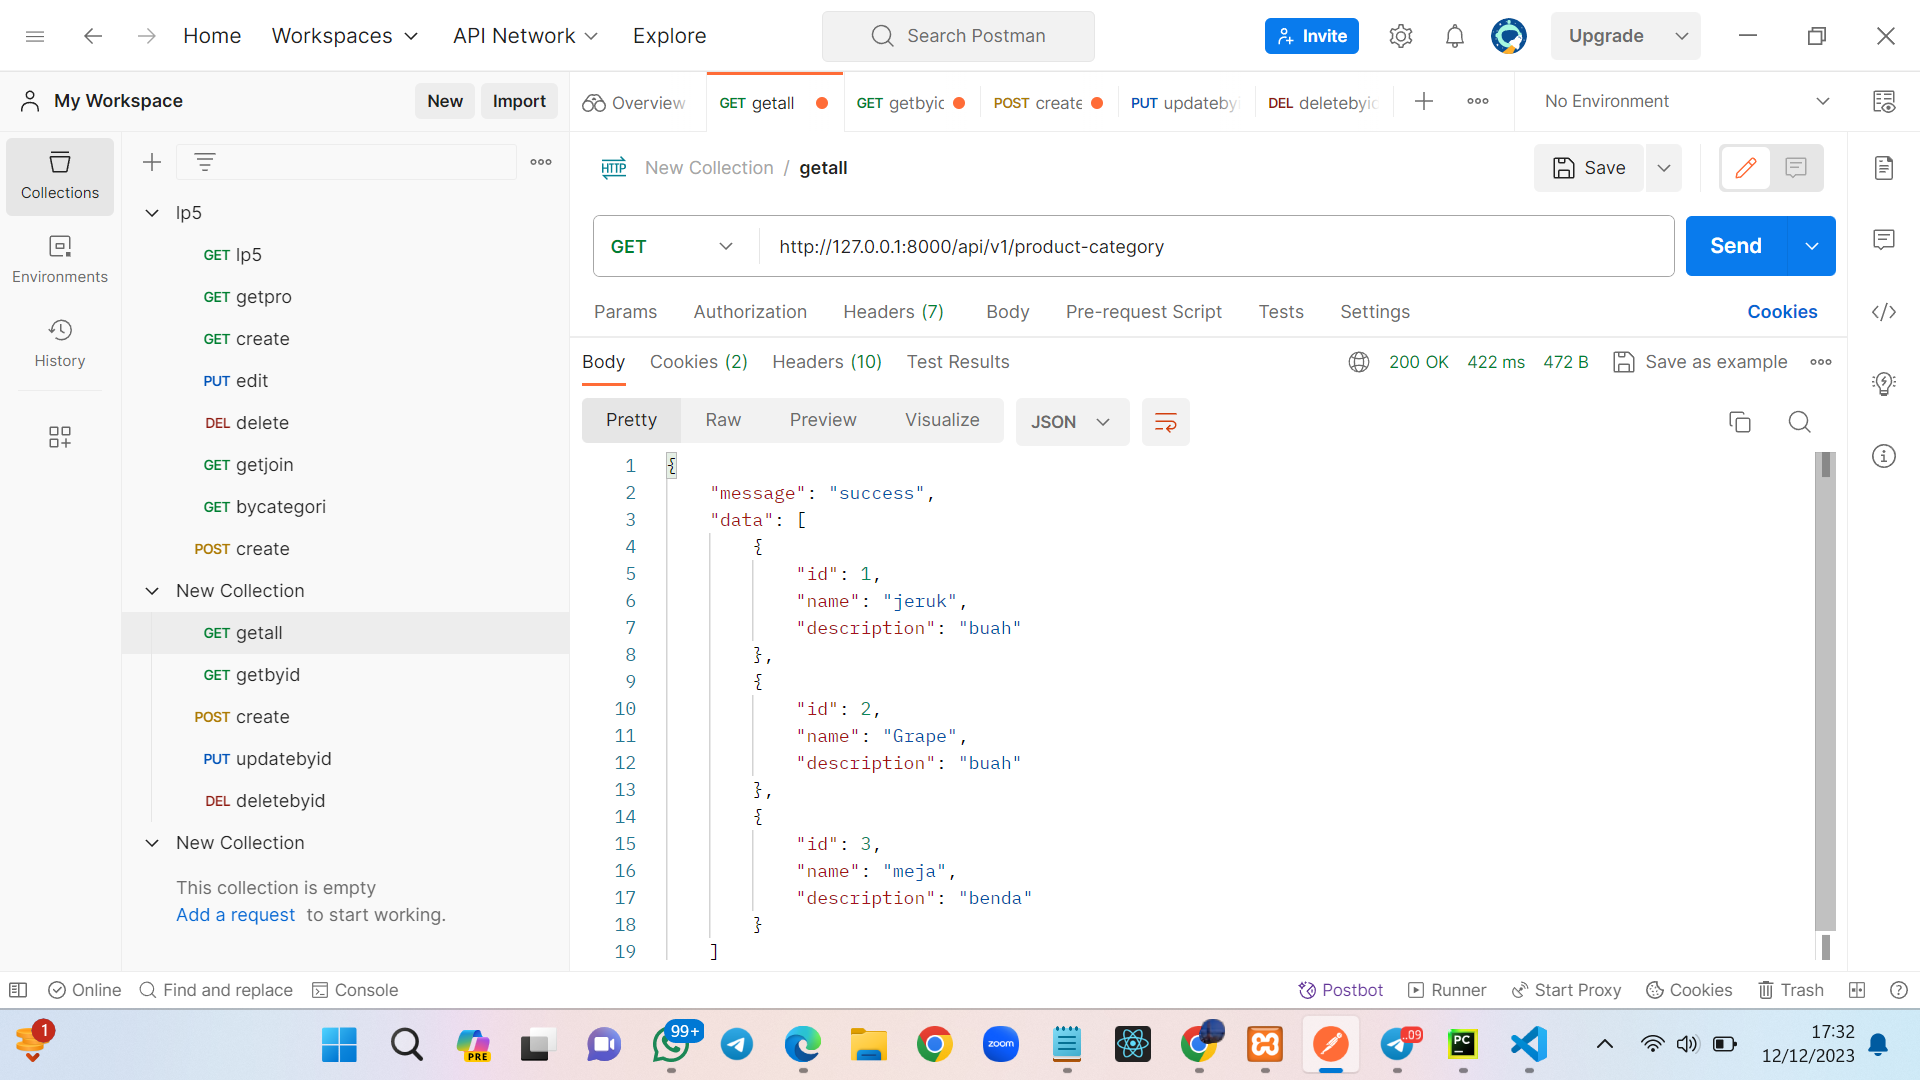 Home Workspaces API Network Explore Search Postman Invite Upgrade
My Workspace New Import Overview GET getall GET getbyic POST create PUT updateby DEL deletebyic No Environment
Collections
Environments
History
lp5
GET lp5
GET getpro
GET create
PUT edit
DEL delete
GET getjoin
GET bycategori
POST create
New Collection
GET getall
GET getbyid
POST create
PUT updatebyid
DEL deletebyid
New Collection
This collection is empty
Add a request to start working.
HTTP New Collection / getall Save
GET http://127.0.0.1:8000/api/v1/product-category Send
Params Authorization Headers (7) Body Pre-request Script Tests Settings Cookies
Body Cookies (2) Headers (10) Test Results 200 OK 422 ms 472 B Save as example
Pretty Raw Preview Visualize JSON
1 {
2 "message": "success",
3 "data": [
4 {
5 "id": 1,
6 "name": "jeruk",
7 "description": "buah"
8 },
9 {
10 "id": 2,
11 "name": "Grape",
12 "description": "buah"
13 },
14 {
15 "id": 3,
16 "name": "meja",
17 "description": "benda"
18 }
19 ]
Online Find and replace Console Postbot Runner Start Proxy Cookies Trash
1 PRE 99+ zoom .09 PC 17:32
12/12/2023